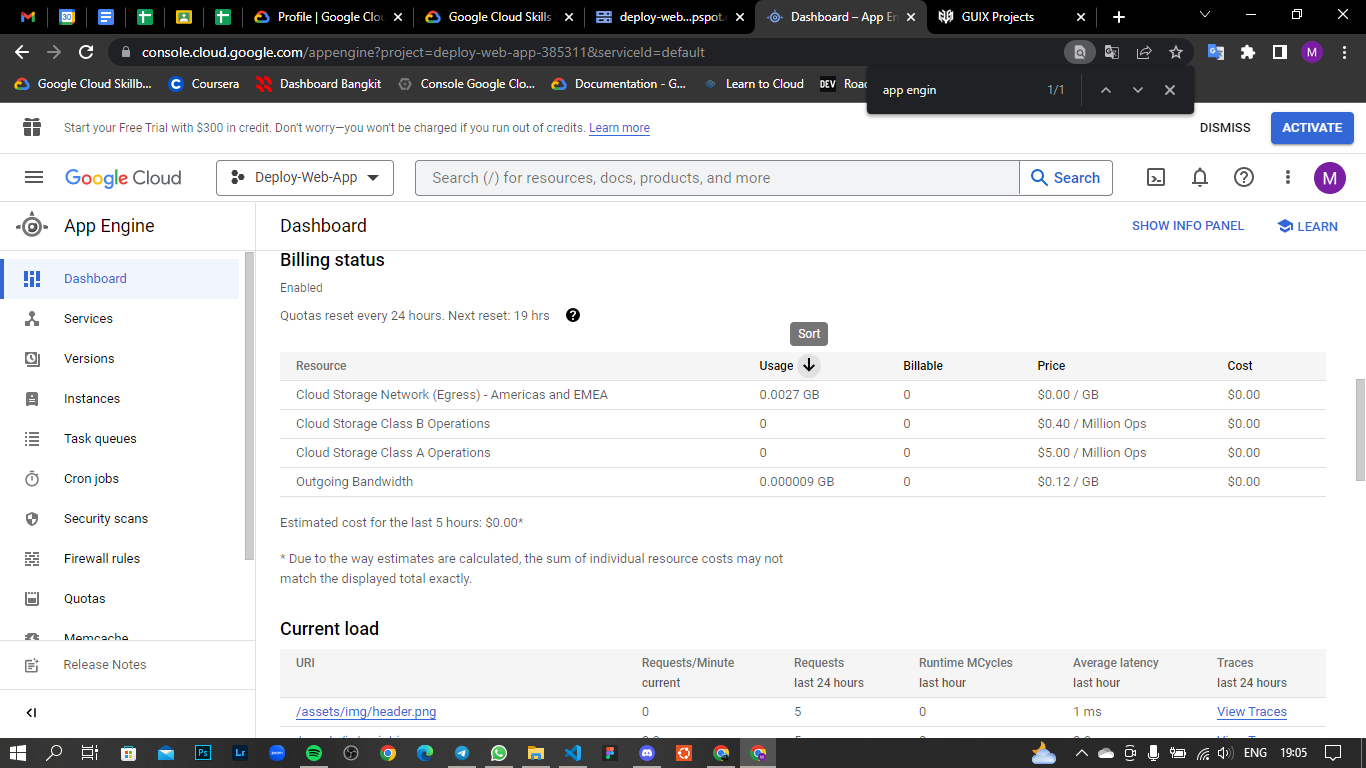 Profile | Google Clou
Google Cloud Skills
deploy-web...pspot.
Dashboard – App En
GUIX Projects
console.cloud.google.com/appengine?project=deploy-web-app-385311&serviceId=default
M
Google Cloud Skillb...
Coursera
Dashboard Bangkit
Console Google Clo...
Documentation - G...
Learn to Cloud
DEV
Road
app engin
1/1
Start your Free Trial with $300 in credit. Don't worry—you won't be charged if you run out of credits. Learn more
DISMISS
ACTIVATE
Google Cloud
Deploy-Web-App
Search (/) for resources, docs, products, and more
Search
M
App Engine
Dashboard
SHOW INFO PANEL
LEARN
Dashboard
Services
Versions
Instances
Task queues
Cron jobs
Security scans
Firewall rules
Quotas
Memcache
Release Notes
Billing status
Enabled
Quotas reset every 24 hours. Next reset: 19 hrs
Sort
Resource Usage Billable Price Cost
Cloud Storage Network (Egress) - Americas and EMEA 0.0027 GB 0 $0.00 / GB $0.00
Cloud Storage Class B Operations 0 0 $0.40 / Million Ops $0.00
Cloud Storage Class A Operations 0 0 $5.00 / Million Ops $0.00
Outgoing Bandwidth 0.000009 GB 0 $0.12 / GB $0.00
Estimated cost for the last 5 hours: $0.00*
* Due to the way estimates are calculated, the sum of individual resource costs may not
match the displayed total exactly.
Current load
URI Requests/Minute Requests Runtime MCycles Average latency Traces
current last 24 hours last hour last hour last 24 hours
/assets/img/header.png 0 5 0 1 ms View Traces
Ps
Lr
zoom
ENG
19:05